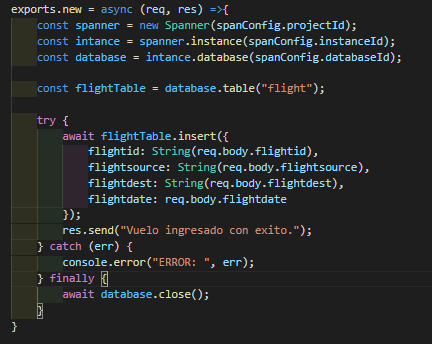 exports.new = async (req, res) =>{
const spanner = new Spanner(spanConfig.projectId);
const intance = spanner.instance(spanConfig.instanceId);
const database = intance.database(spanConfig.databaseId);
const flightTable = database.table("flight");
try {
await flightTable.insert({
flightid: String(req.body.flightid),
flightsource: String(req.body.flightsource),
flightdest: String(req.body.flightdest),
flightdate: req.body.flightdate
});
res.send("Vuelo ingresado con exito.");
} catch (err) {
console.error("ERROR: ", err);
} finally {
await database.close();
}
}